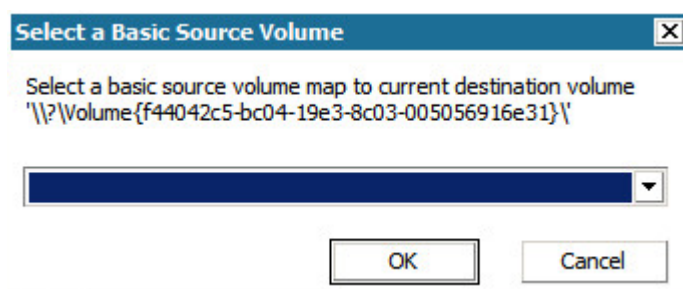 Select a Basic Source Volume
Select a basic source volume map to current destination volume
'\\?\Volume{f44042c5-bc04-19e3-8c03-005056916e31}\'
OK
Cancel